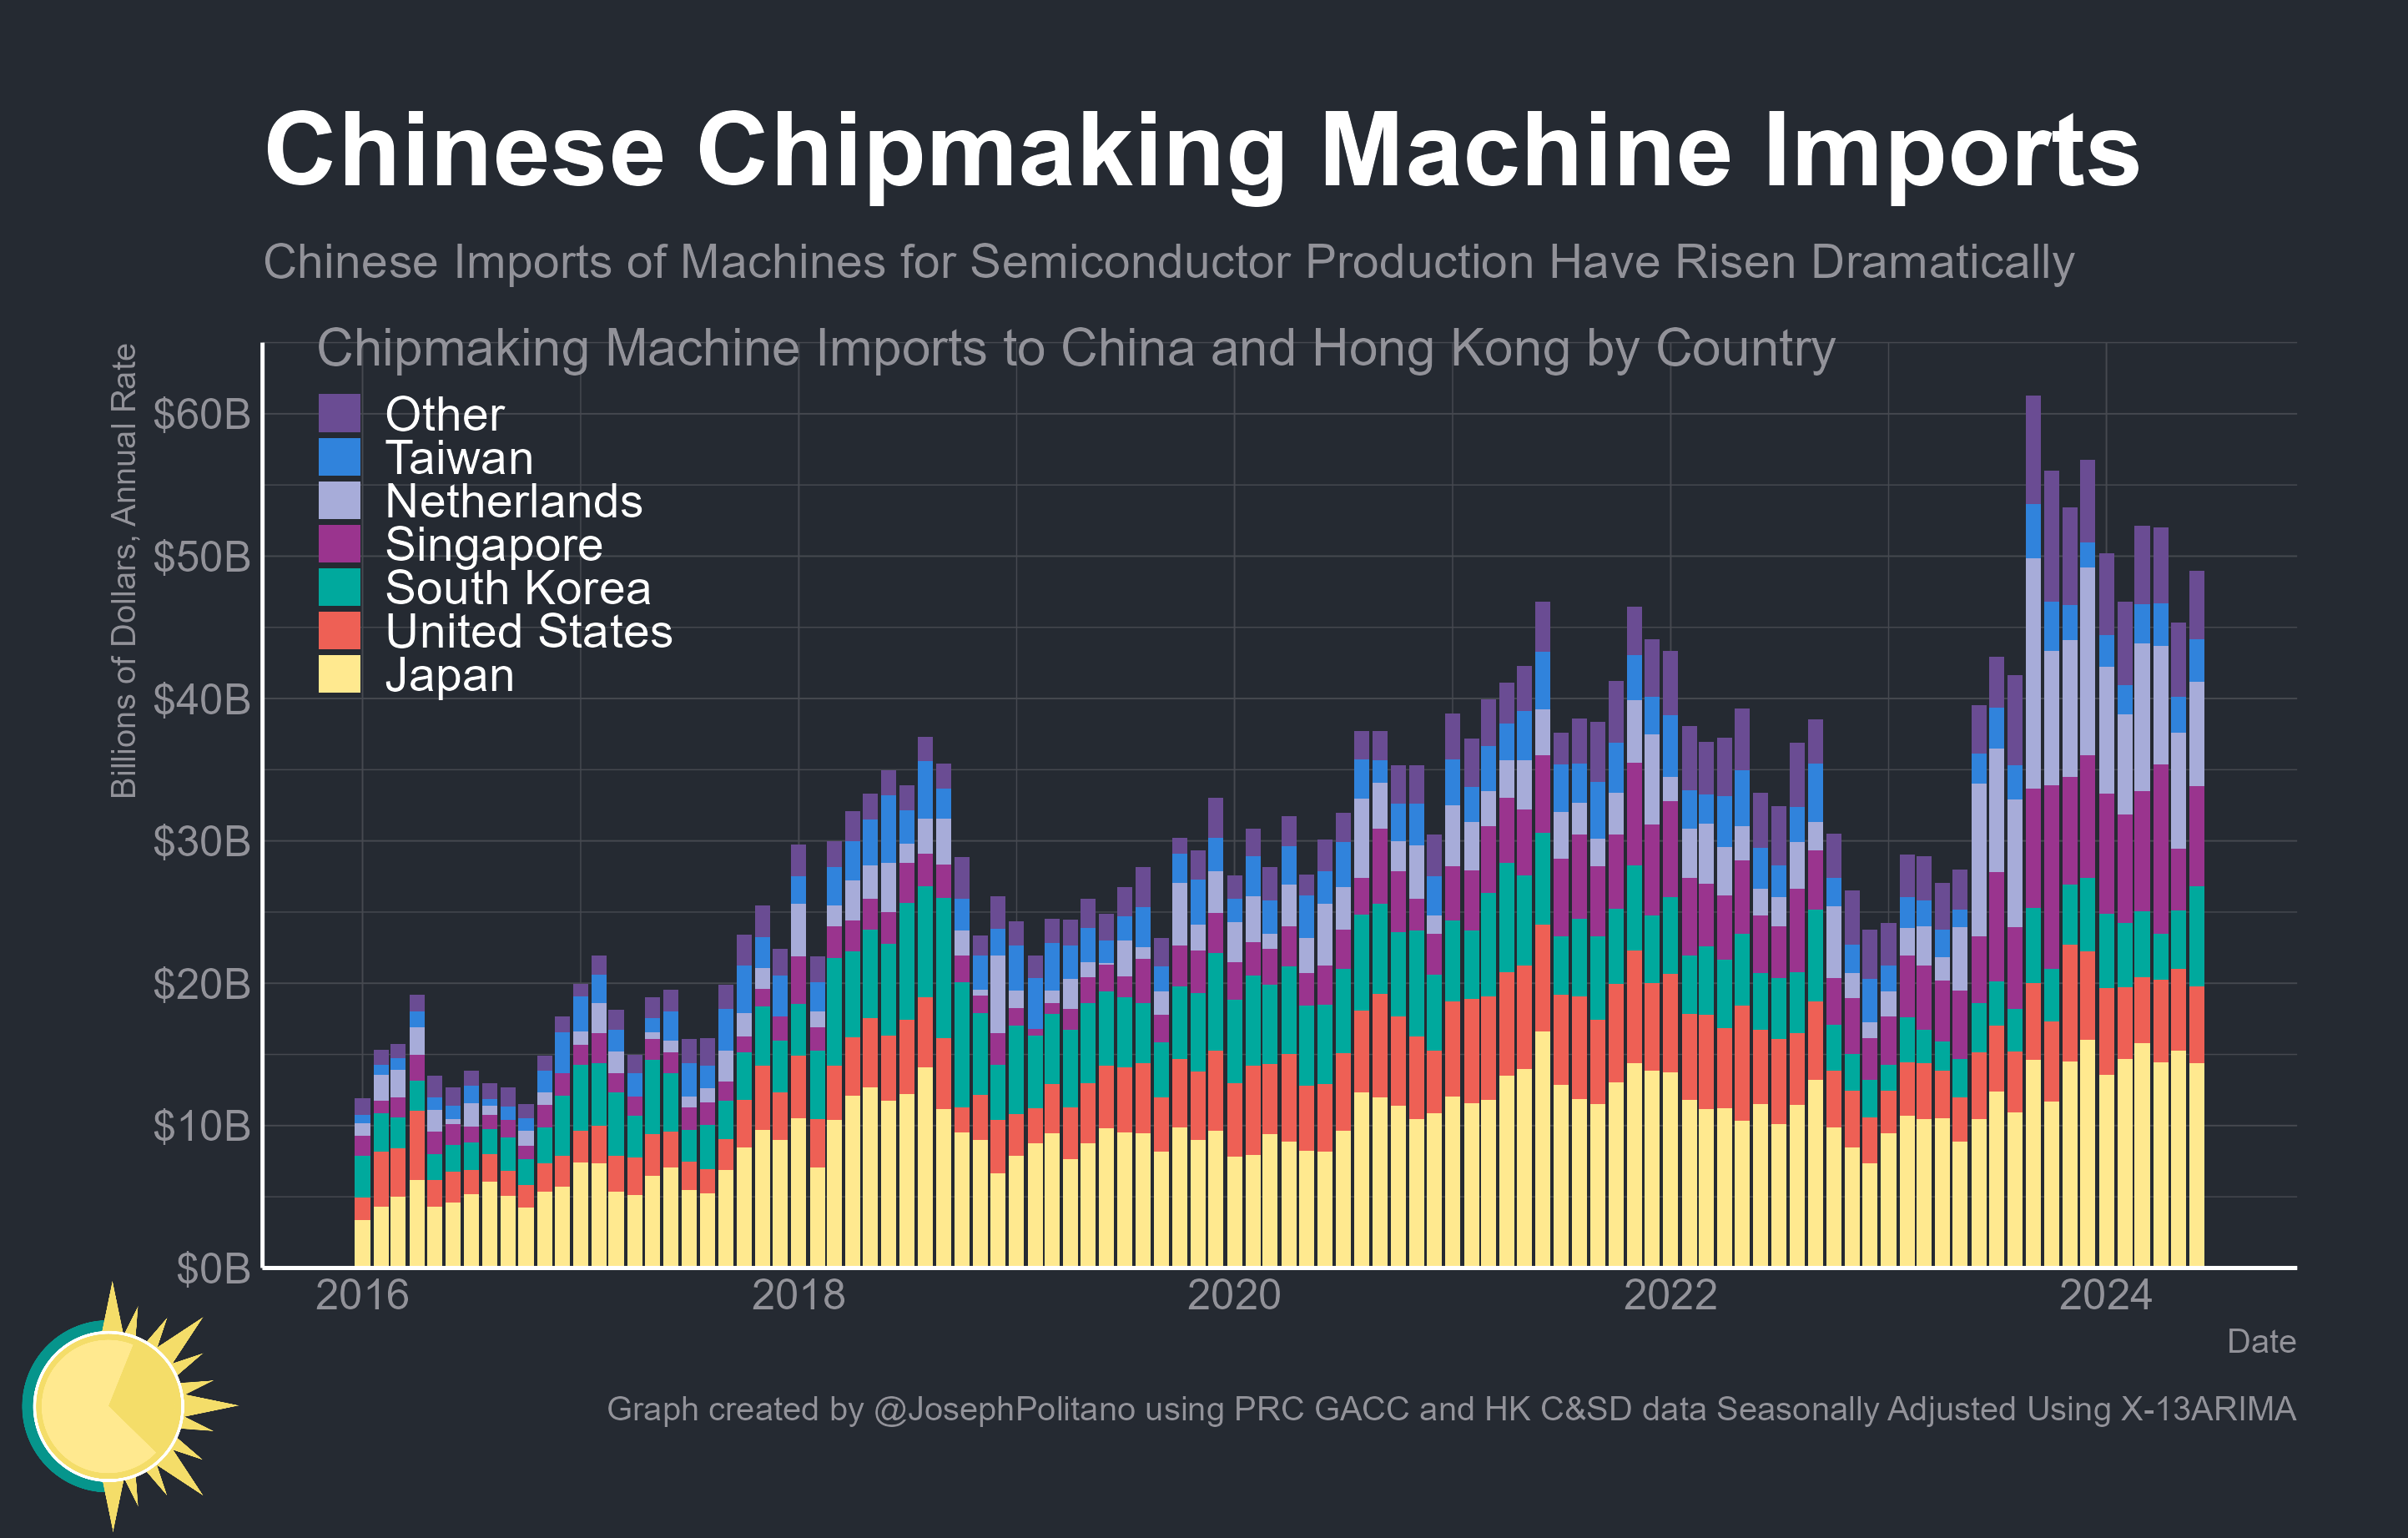 Chinese Chipmaking Machine Imports
Chinese Imports of Machines for Semiconductor Production Have Risen Dramatically
Chipmaking Machine Imports to China and Hong Kong by Country
Billions of Dollars, Annual Rate
$60B
$50B
$40B
$30B
$20B
$10B
$0B
Other
Taiwan
Netherlands
Singapore
South Korea
United States
Japan
2016
2018
2020
2022
2024
Date
Graph created by @JosephPolitano using PRC GACC and HK C&SD data Seasonally Adjusted Using X-13ARIMA